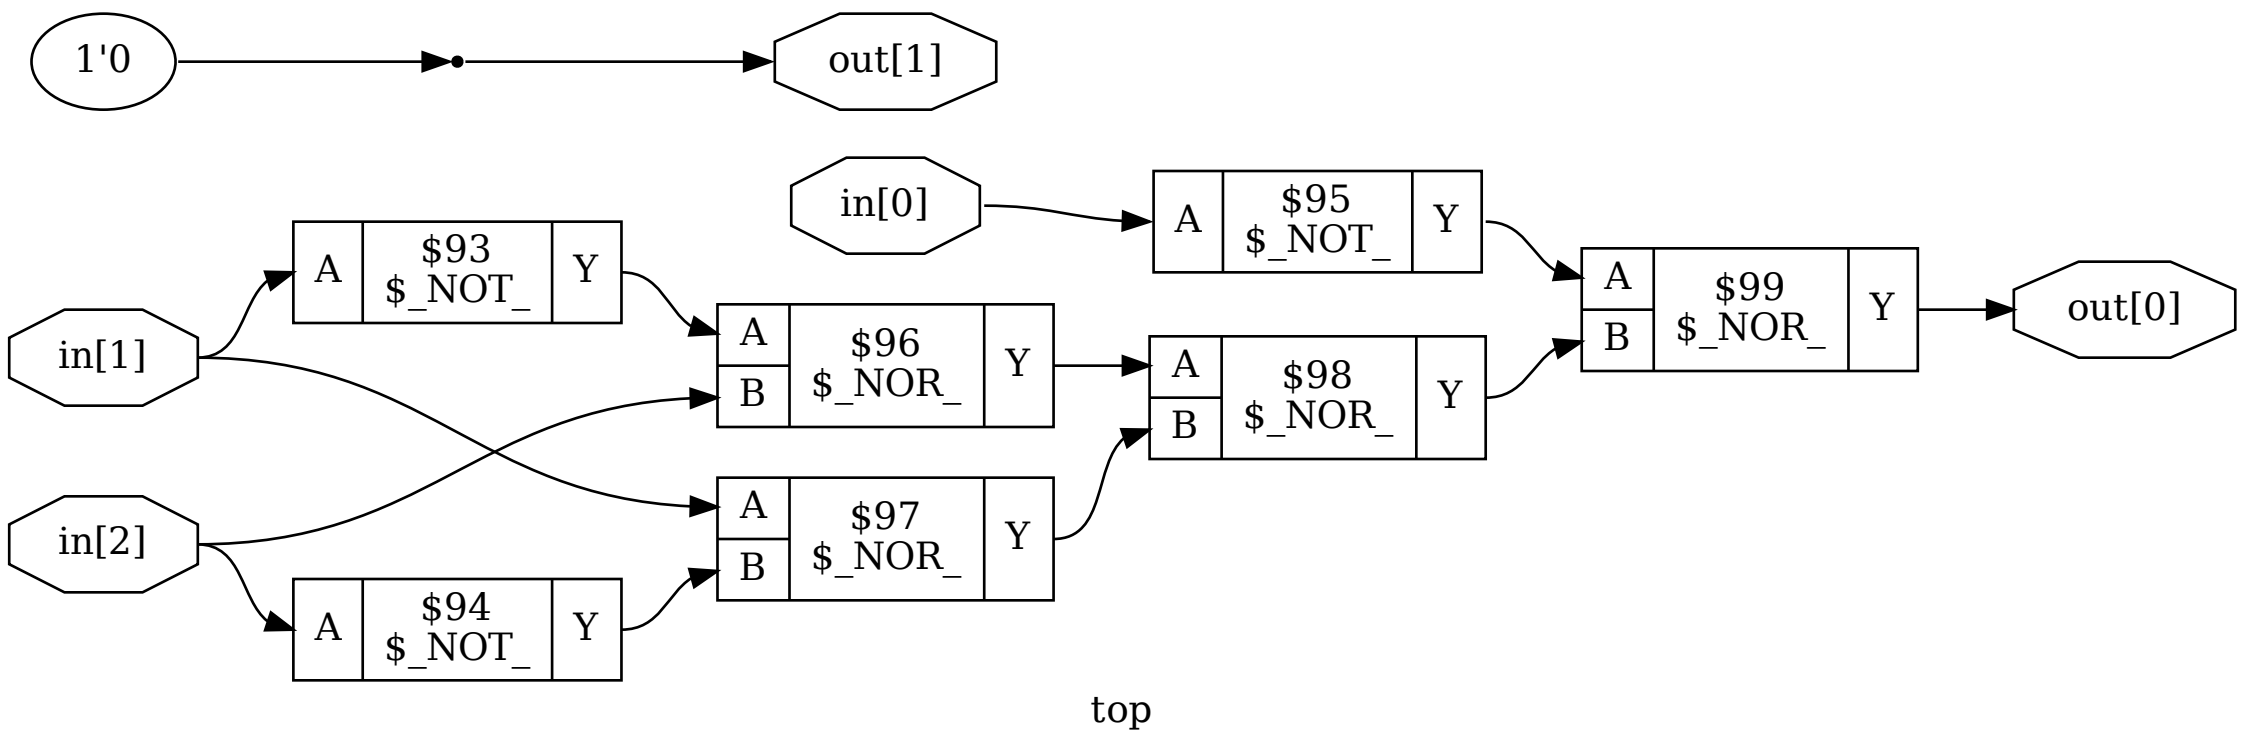 1'0
out[1]
in[0]
A
$95
$_NOT_
Y
A
$93
$_NOT_
Y
in[1]
A
B
$96
$_NOR_
Y
A
B
$98
$_NOR_
Y
A
B
$99
$_NOR_
Y
out[0]
in[2]
A
B
$97
$_NOR_
Y
A
$94
$_NOT_
Y
top